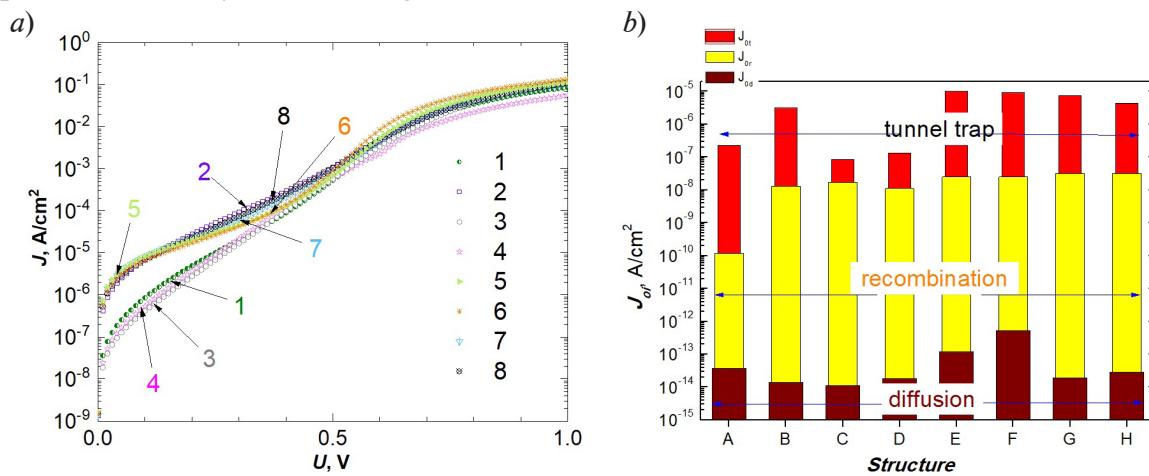 a)
10^0
10^-1
10^-2
10^-3
10^-4
10^-5
10^-6
10^-7
10^-8
10^-9
J, A/cm^2
0.0 0.5 1.0
U, V
2 8 6
5
7
1
4 3
1
2
3
4
5
6
7
8
b)
J_0t
J_0r
J_0d
10^-5
10^-6
10^-7
10^-8
10^-9
10^-10
10^-11
10^-12
10^-13
10^-14
10^-15
J_0i, A/cm^2
tunnel trap
recombination
diffusion
A B C D E F G H
Structure